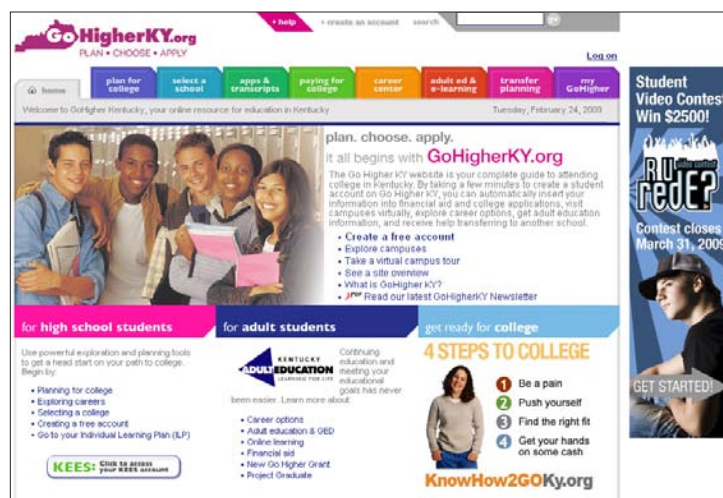 GoHigherKY.org
PLAN • CHOOSE • APPLY
help
create an account
search
go
Log on
home
plan for college
select a school
apps & transcripts
paying for college
career center
adult ed & e-learning
transfer planning
my GoHigher
Welcome to GoHigher Kentucky, your online resource for education in Kentucky
Tuesday, February 24, 2009
plan. choose. apply.
it all begins with GoHigherKY.org
The Go Higher KY website is your complete guide to attending
college in Kentucky. By taking a few minutes to create a student
account on Go Higher KY, you can automatically insert your
information into financial aid and college applications, visit
campuses virtually, explore career options, get adult education
information, and receive help transferring to another school.
• Create a free account
• Explore campuses
• Take a virtual campus tour
• See a site overview
• What is GoHigher KY?
• PDF Read our latest GoHigherKY Newsletter
for high school students
Use powerful exploration and planning tools
to get a head start on your path to college.
Begin by:
• Planning for college
• Exploring careers
• Selecting a college
• Creating a free account
• Go to your Individual Learning Plan (ILP)
KEES: Click to access
your KEES account
for adult students
KENTUCKY
ADULT EDUCATION
LEARNING FOR LIFE
Continuing
education and
meeting your
educational
goals has never
been easier. Learn more about:
• Career options
• Adult education & GED
• Online learning
• Financial aid
• New Go Higher Grant
• Project Graduate
get ready for college
4 STEPS TO COLLEGE
1 Be a pain
2 Push yourself
3 Find the right fit
4 Get your hands
on some cash
KnowHow2GOKy.org
Student
Video Contest
Win $2500!
R U
video contest
redE?
Contest closes
March 31, 2009
GET STARTED!